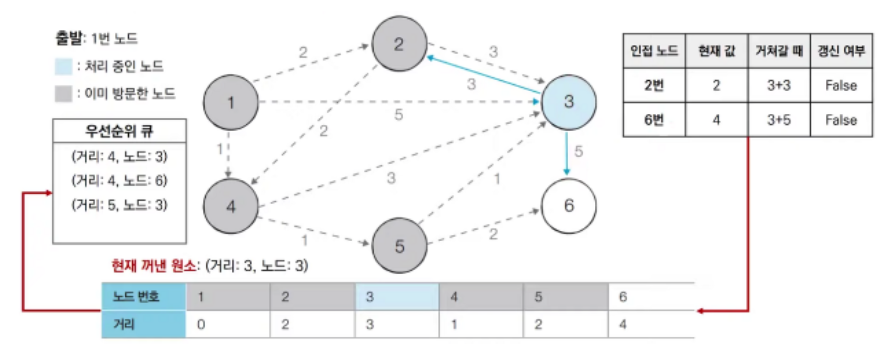 출발: 1번 노드
: 처리 중인 노드
: 이미 방문한 노드
우선순위 큐
(거리: 4, 노드: 3)
(거리: 4, 노드: 6)
(거리: 5, 노드: 3)
1
2
3
4
5
6
2
3
3
5
2
1
3
5
1
1
2
인접 노드 현재 값 거쳐갈 때 갱신 여부
2번 2 3+3 False
6번 4 3+5 False
현재 꺼낸 원소: (거리: 3, 노드: 3)
노드 번호 1 2 3 4 5 6
거리 0 2 3 1 2 4